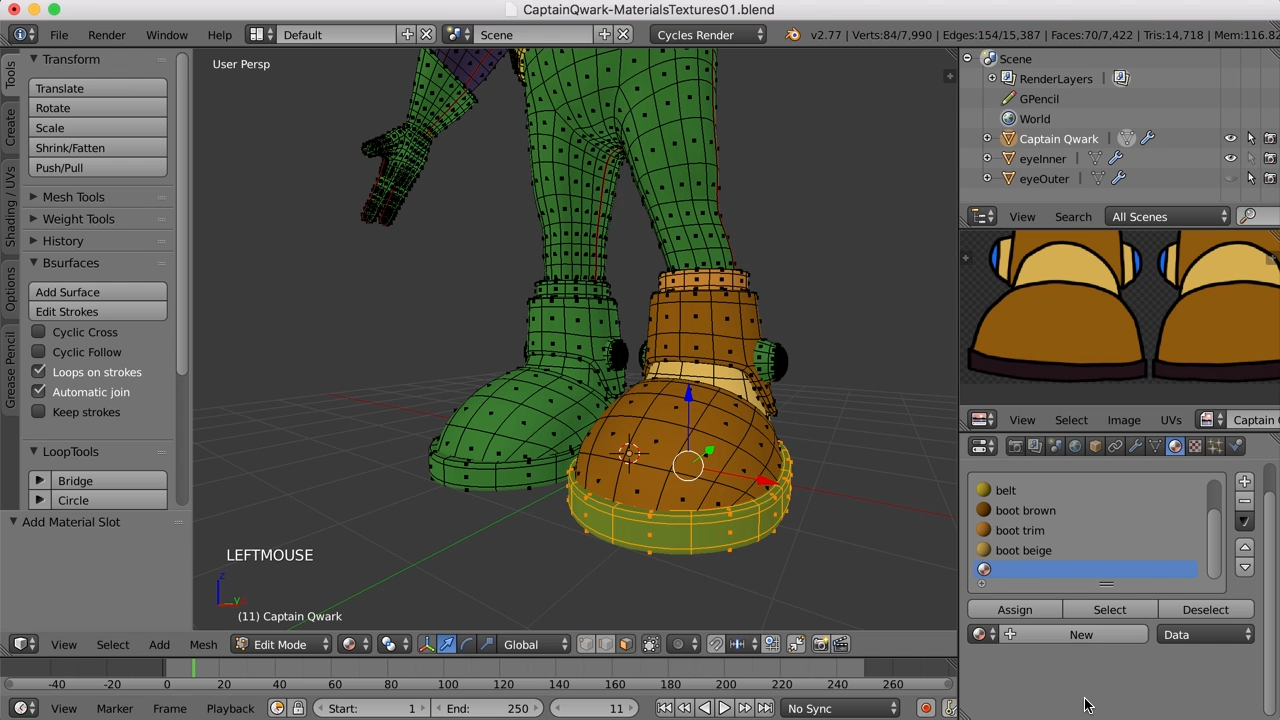 CaptainQwark-MaterialsTextures01.blend
File Render Window Help Default Scene Cycles Render v2.77 | Verts:84/7,990 | Edges:154/15,387 | Faces:70/7,422 | Tris:14,718 | Mem:116.82
Tools
Create
Shading / UVs
Options
Grease Pencil
Transform
Translate
Rotate
Scale
Shrink/Fatten
Push/Pull
Mesh Tools
Weight Tools
History
Bsurfaces
Add Surface
Edit Strokes
Cyclic Cross
Cyclic Follow
Loops on strokes
Automatic join
Keep strokes
LoopTools
Bridge
Circle
Add Material Slot
User Persp
LEFTMOUSE
z
y
(11) Captain Qwark
View Select Add Mesh Edit Mode Global
-40 -20 0 20 40 60 80 100 120 140 160 180 200 220 240 260
View Marker Frame Playback Start: 1 End: 250 11 No Sync
Scene
RenderLayers
GPencil
World
Captain Qwark
eyeInner
eyeOuter
View Search All Scenes
View Select Image UVs Captain
belt
boot brown
boot trim
boot beige
Assign Select Deselect
New Data